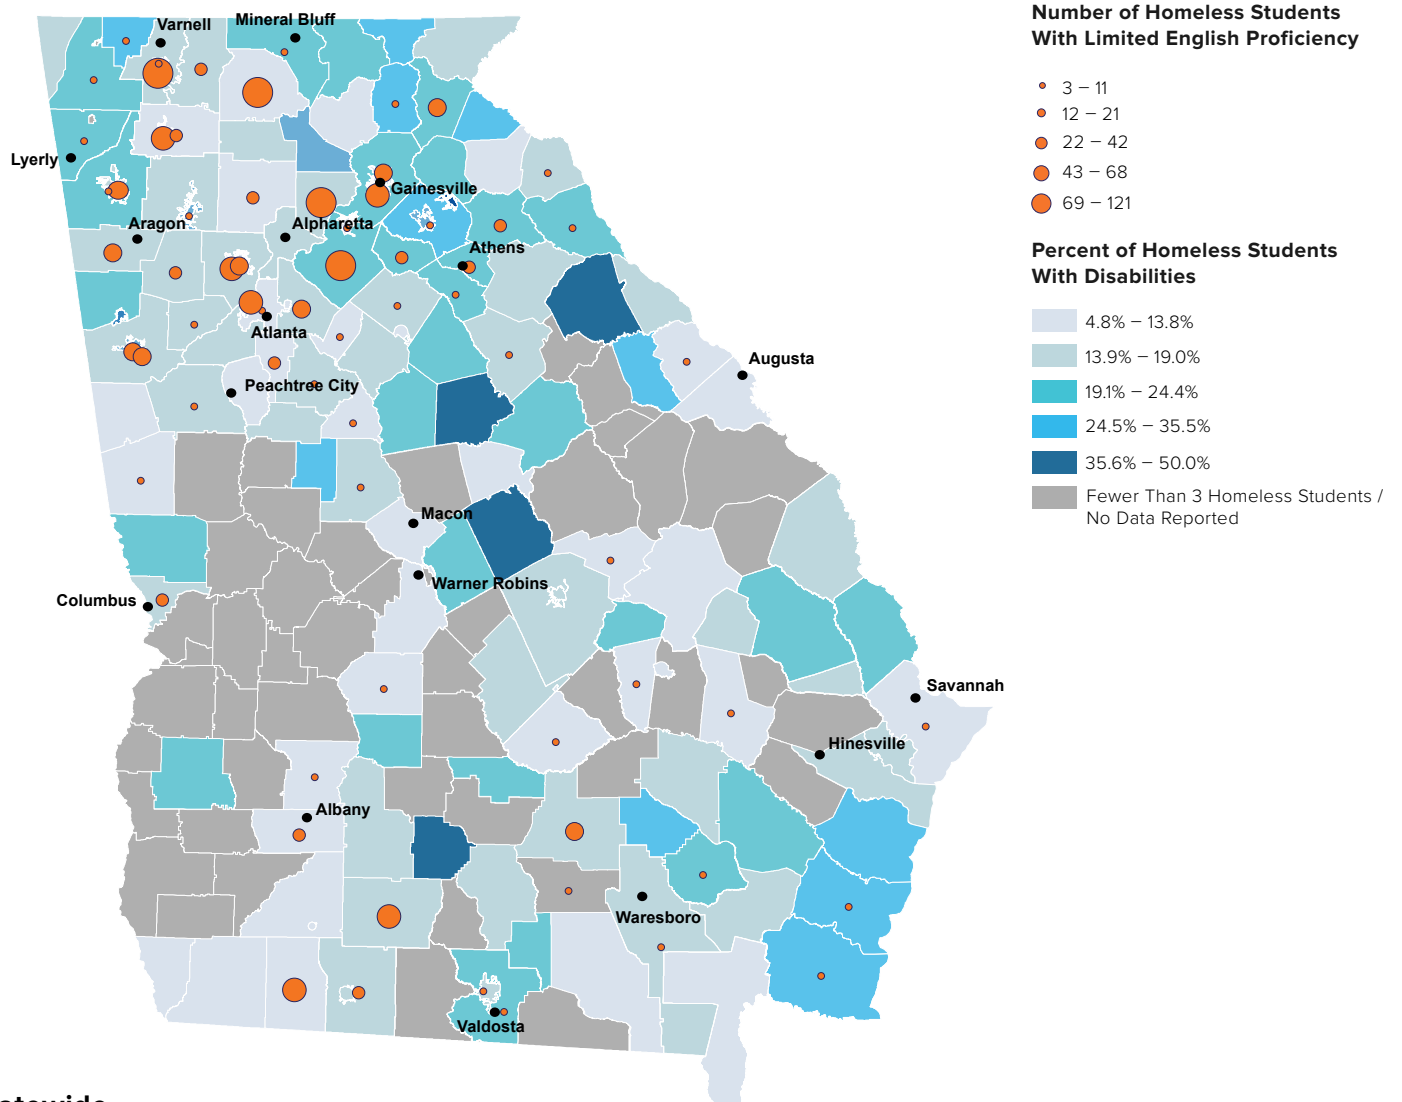 Number of Homeless Students
With Limited English Proficiency
3 – 11
12 – 21
22 – 42
43 – 68
69 – 121
Percent of Homeless Students
With Disabilities
4.8% – 13.8%
13.9% – 19.0%
19.1% – 24.4%
24.5% – 35.5%
35.6% – 50.0%
Fewer Than 3 Homeless Students /
No Data Reported
Varnell
Mineral Bluff
Lyerly
Gainesville
Aragon
Alpharetta
Athens
Atlanta
Augusta
Peachtree City
Macon
Warner Robins
Columbus
Savannah
Hinesville
Albany
Waresboro
Valdosta